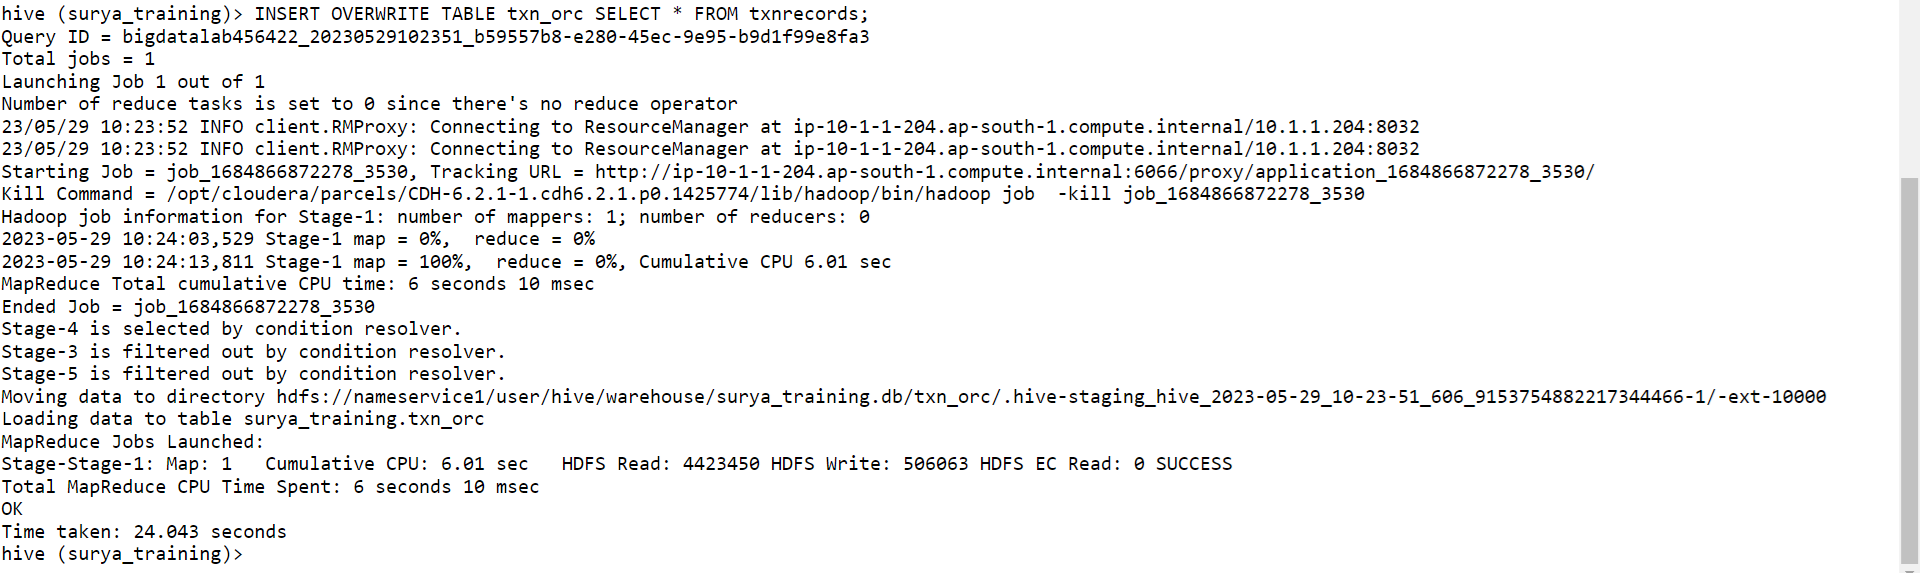 hive (surya_training)> INSERT OVERWRITE TABLE txn_orc SELECT * FROM txnrecords;
Query ID = bigdatalab456422_20230529102351_b59557b8-e280-45ec-9e95-b9d1f99e8fa3
Total jobs = 1
Launching Job 1 out of 1
Number of reduce tasks is set to 0 since there's no reduce operator
23/05/29 10:23:52 INFO client.RMProxy: Connecting to ResourceManager at ip-10-1-1-204.ap-south-1.compute.internal/10.1.1.204:8032
23/05/29 10:23:52 INFO client.RMProxy: Connecting to ResourceManager at ip-10-1-1-204.ap-south-1.compute.internal/10.1.1.204:8032
Starting Job = job_1684866872278_3530, Tracking URL = http://ip-10-1-1-204.ap-south-1.compute.internal:6066/proxy/application_1684866872278_3530/
Kill Command = /opt/cloudera/parcels/CDH-6.2.1-1.cdh6.2.1.p0.1425774/lib/hadoop/bin/hadoop job  -kill job_1684866872278_3530
Hadoop job information for Stage-1: number of mappers: 1; number of reducers: 0
2023-05-29 10:24:03,529 Stage-1 map = 0%,  reduce = 0%
2023-05-29 10:24:13,811 Stage-1 map = 100%,  reduce = 0%, Cumulative CPU 6.01 sec
MapReduce Total cumulative CPU time: 6 seconds 10 msec
Ended Job = job_1684866872278_3530
Stage-4 is selected by condition resolver.
Stage-3 is filtered out by condition resolver.
Stage-5 is filtered out by condition resolver.
Moving data to directory hdfs://nameservice1/user/hive/warehouse/surya_training.db/txn_orc/.hive-staging_hive_2023-05-29_10-23-51_606_9153754882217344466-1/-ext-10000
Loading data to table surya_training.txn_orc
MapReduce Jobs Launched:
Stage-Stage-1: Map: 1   Cumulative CPU: 6.01 sec   HDFS Read: 4423450 HDFS Write: 506063 HDFS EC Read: 0 SUCCESS
Total MapReduce CPU Time Spent: 6 seconds 10 msec
OK
Time taken: 24.043 seconds
hive (surya_training)>